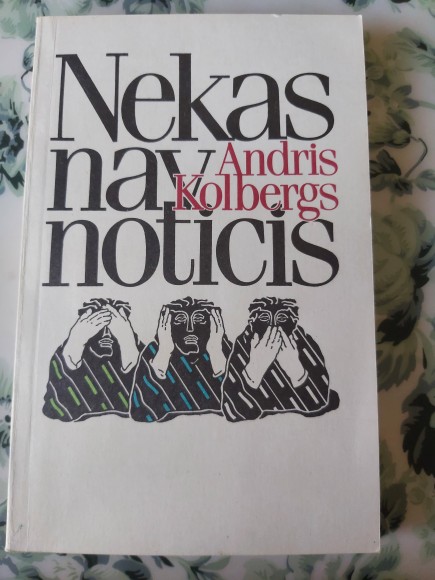 Nekas
nav
noticis
Andris
Kolbergs